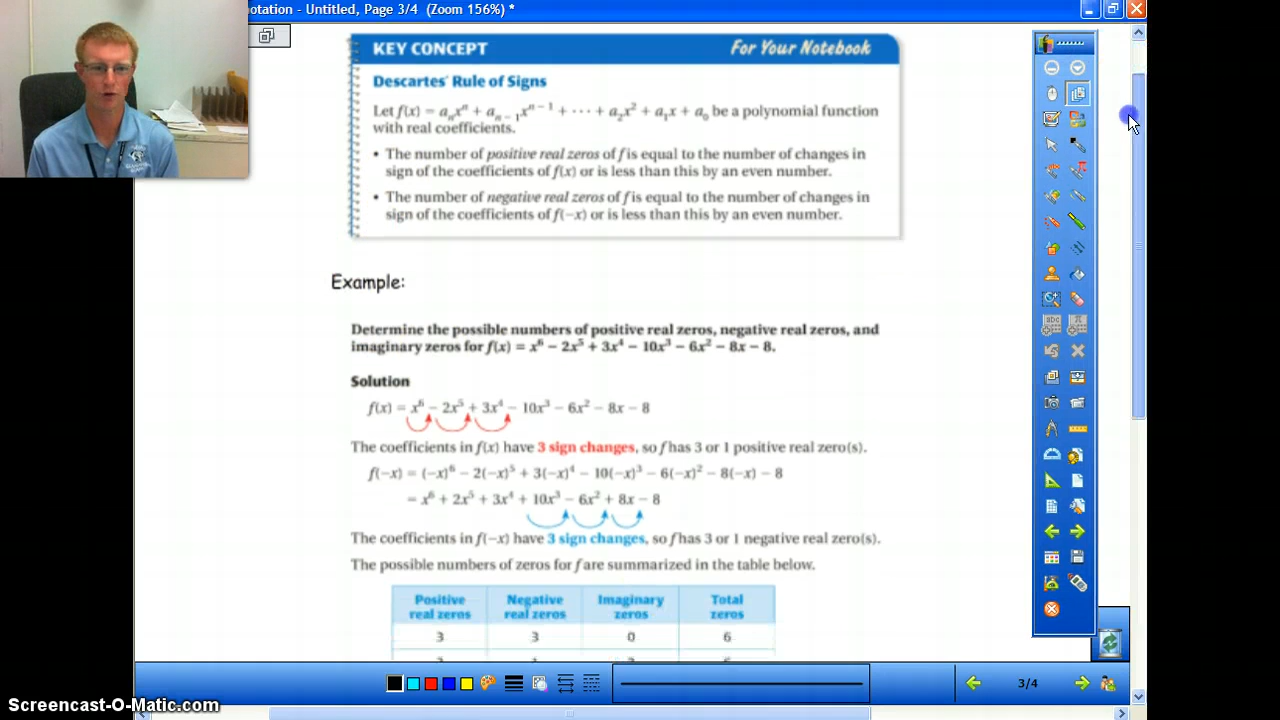 otation - Untitled, Page 3/4 (Zoom 156%) *
KEY CONCEPT For Your Notebook
Descartes' Rule of Signs
Let f(x) = aₙxⁿ + aₙ₋₁xⁿ⁻¹ + ⋯ + a₂x² + a₁x + a₀ be a polynomial function
with real coefficients.
• The number of positive real zeros of f is equal to the number of changes in
sign of the coefficients of f(x) or is less than this by an even number.
• The number of negative real zeros of f is equal to the number of changes in
sign of the coefficients of f(−x) or is less than this by an even number.
Example:
Determine the possible numbers of positive real zeros, negative real zeros, and
imaginary zeros for f(x) = x⁶ − 2x⁵ + 3x⁴ − 10x³ − 6x² − 8x − 8.
Solution
f(x) = x⁶ − 2x⁵ + 3x⁴ − 10x³ − 6x² − 8x − 8
The coefficients in f(x) have 3 sign changes, so f has 3 or 1 positive real zero(s).
f(−x) = (−x)⁶ − 2(−x)⁵ + 3(−x)⁴ − 10(−x)³ − 6(−x)² − 8(−x) − 8
= x⁶ + 2x⁵ + 3x⁴ + 10x³ − 6x² + 8x − 8
The coefficients in f(−x) have 3 sign changes, so f has 3 or 1 negative real zero(s).
The possible numbers of zeros for f are summarized in the table below.
Positive real zeros Negative real zeros Imaginary zeros Total zeros
3 3 0 6
3/4
Screencast-O-Matic.com